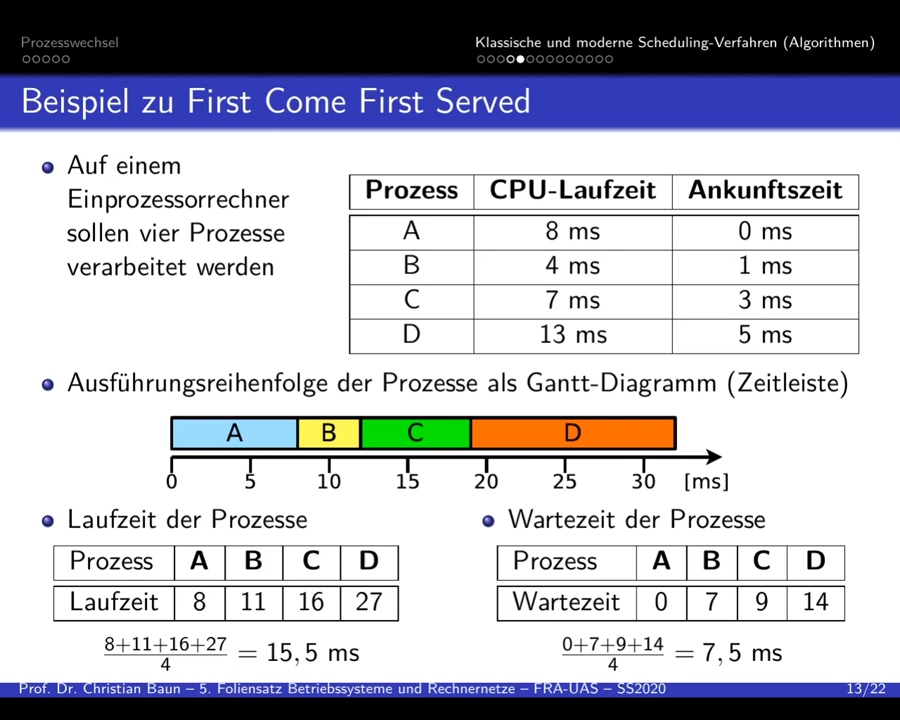 Prozesswechsel
Klassische und moderne Scheduling-Verfahren (Algorithmen)
Beispiel zu First Come First Served
Auf einem
Einprozessorrechner
sollen vier Prozesse
verarbeitet werden
Prozess CPU-Laufzeit Ankunftszeit
A 8 ms 0 ms
B 4 ms 1 ms
C 7 ms 3 ms
D 13 ms 5 ms
Ausführungsreihenfolge der Prozesse als Gantt-Diagramm (Zeitleiste)
A B C D
0 5 10 15 20 25 30 [ms]
Laufzeit der Prozesse
Prozess A B C D
Laufzeit 8 11 16 27
8+11+16+27
4
= 15, 5 ms
Wartezeit der Prozesse
Prozess A B C D
Wartezeit 0 7 9 14
0+7+9+14
4
= 7, 5 ms
Prof. Dr. Christian Baun – 5. Foliensatz Betriebssysteme und Rechnernetze – FRA-UAS – SS2020
13/22